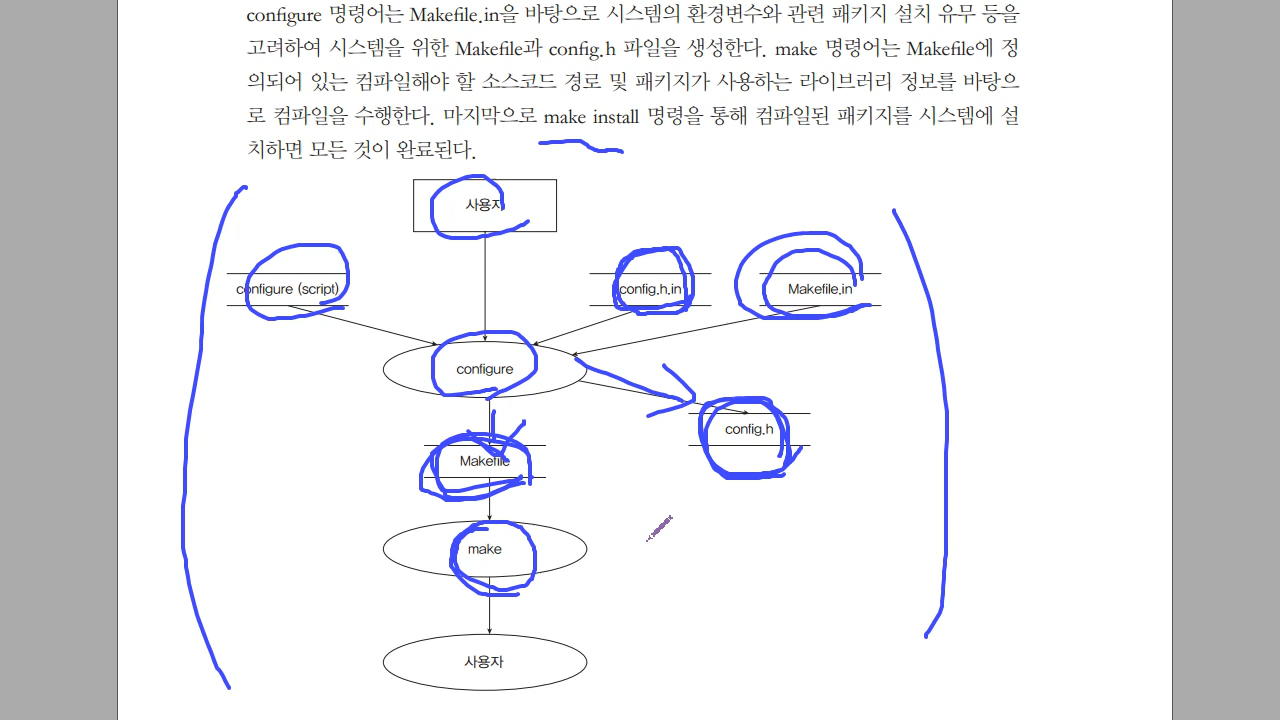 configure 명령어는 Makefile.in을 바탕으로 시스템의 환경변수와 관련 패키지 설치 유무 등을
고려하여 시스템을 위한 Makefile과 config.h 파일을 생성한다. make 명령어는 Makefile에 정
의되어 있는 컴파일해야 할 소스코드 경로 및 패키지가 사용하는 라이브러리 정보를 바탕으
로 컴파일을 수행한다. 마지막으로 make install 명령을 통해 컴파일된 패키지를 시스템에 설
치하면 모든 것이 완료된다.
사용자
configure (script)
config.h.in
Makefile.in
configure
config.h
Makefile
make
사용자